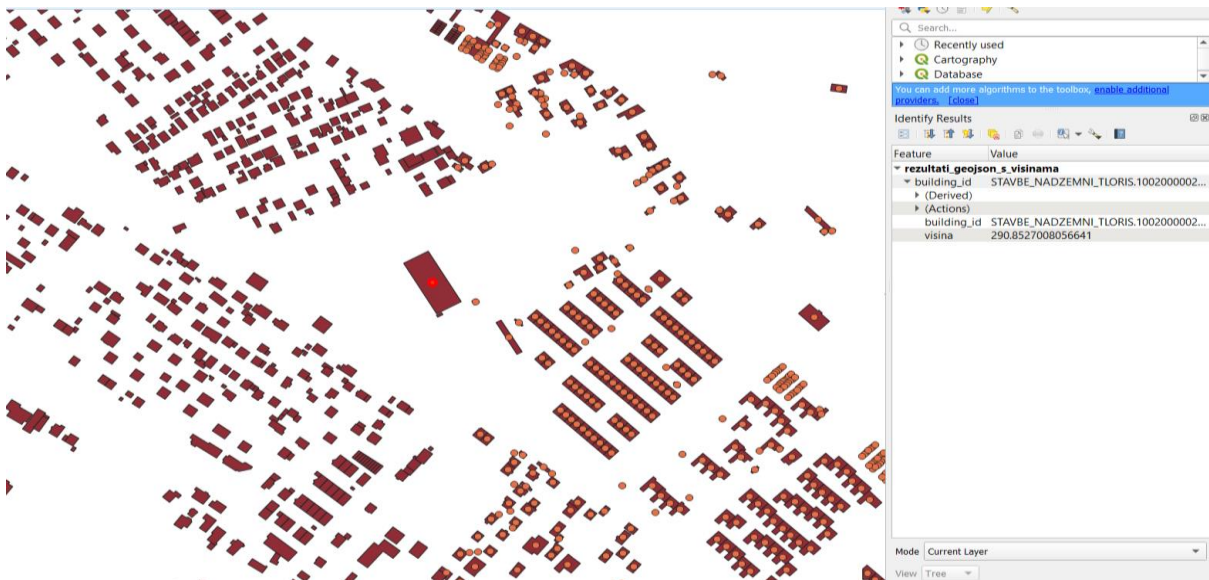 Search...
Recently used
Cartography
Database
You can add more algorithms to the toolbox, enable additional
providers. [close]
Identify Results
Feature Value
rezultati_geojson_s_visinama
building_id STAVBE_NADZEMNI_TLORIS.1002000002...
(Derived)
(Actions)
building_id STAVBE_NADZEMNI_TLORIS.1002000002...
visina 290.8527008056641
Mode Current Layer
View Tree